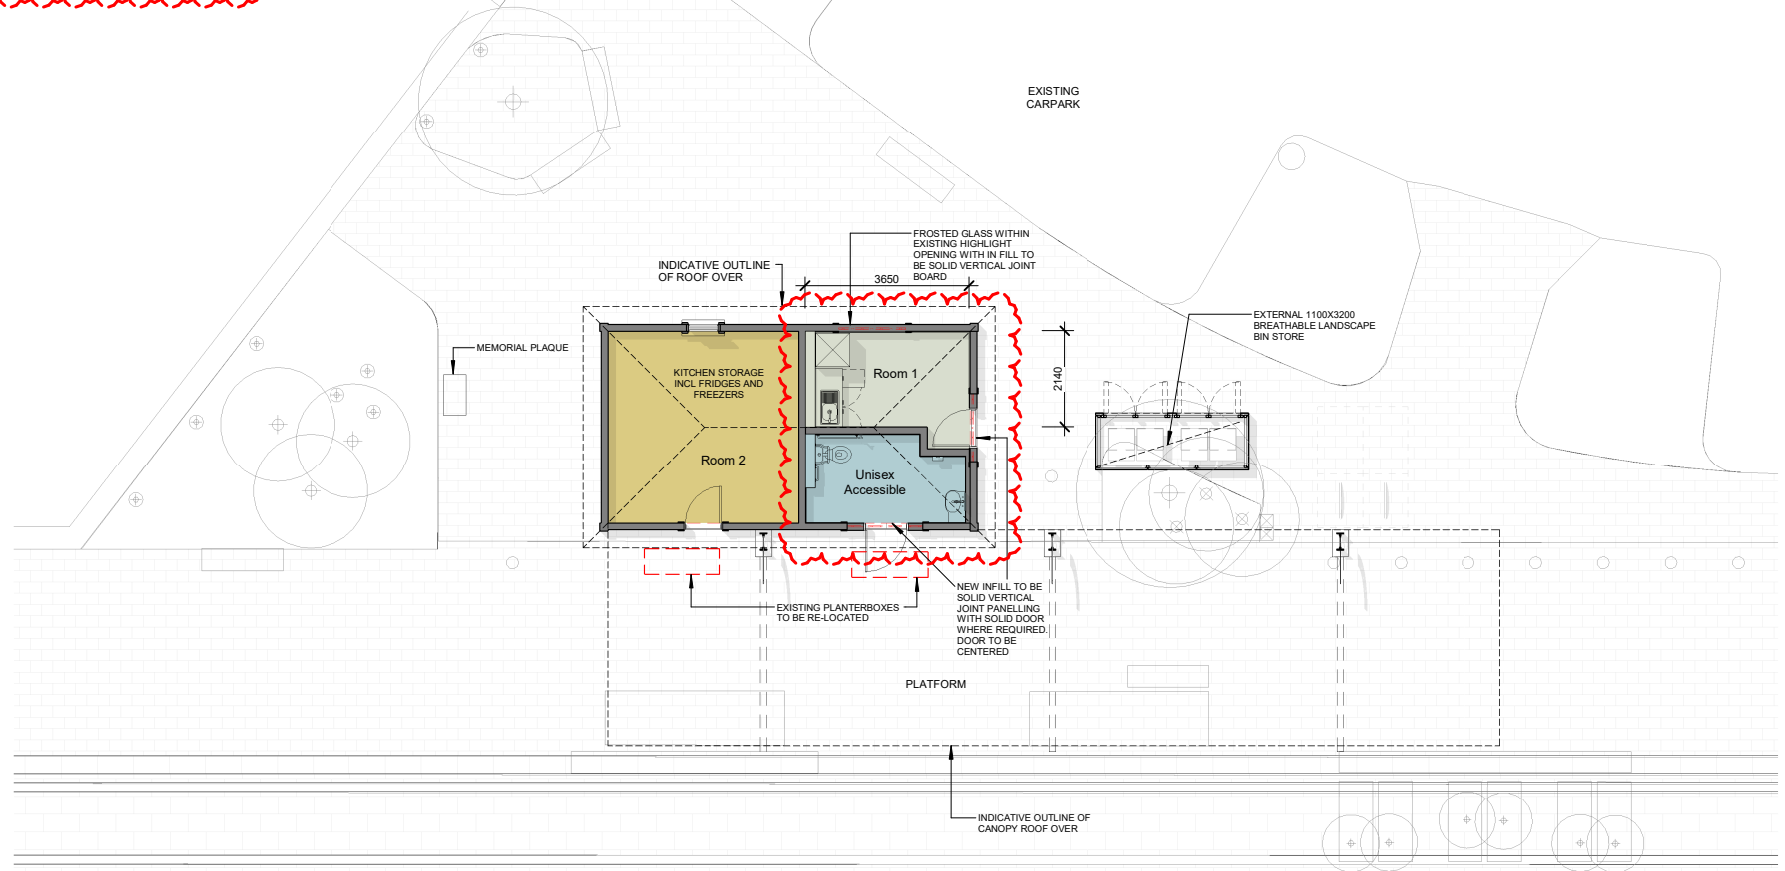 EXISTING
CARPARK
FROSTED GLASS WITHIN
EXISTING HIGHLIGHT
OPENING WITH IN FILL TO
BE SOLID VERTICAL JOINT
BOARD
INDICATIVE OUTLINE
OF ROOF OVER
3650
EXTERNAL 1100X3200
BREATHABLE LANDSCAPE
BIN STORE
MEMORIAL PLAQUE
KITCHEN STORAGE
INCL FRIDGES AND
FREEZERS
Room 1
2140
Room 2
Unisex
Accessible
NEW INFILL TO BE
SOLID VERTICAL
JOINT PANELLING
WITH SOLID DOOR
WHERE REQUIRED.
DOOR TO BE
CENTERED
EXISTING PLANTERBOXES
TO BE RE-LOCATED
PLATFORM
INDICATIVE OUTLINE OF
CANOPY ROOF OVER